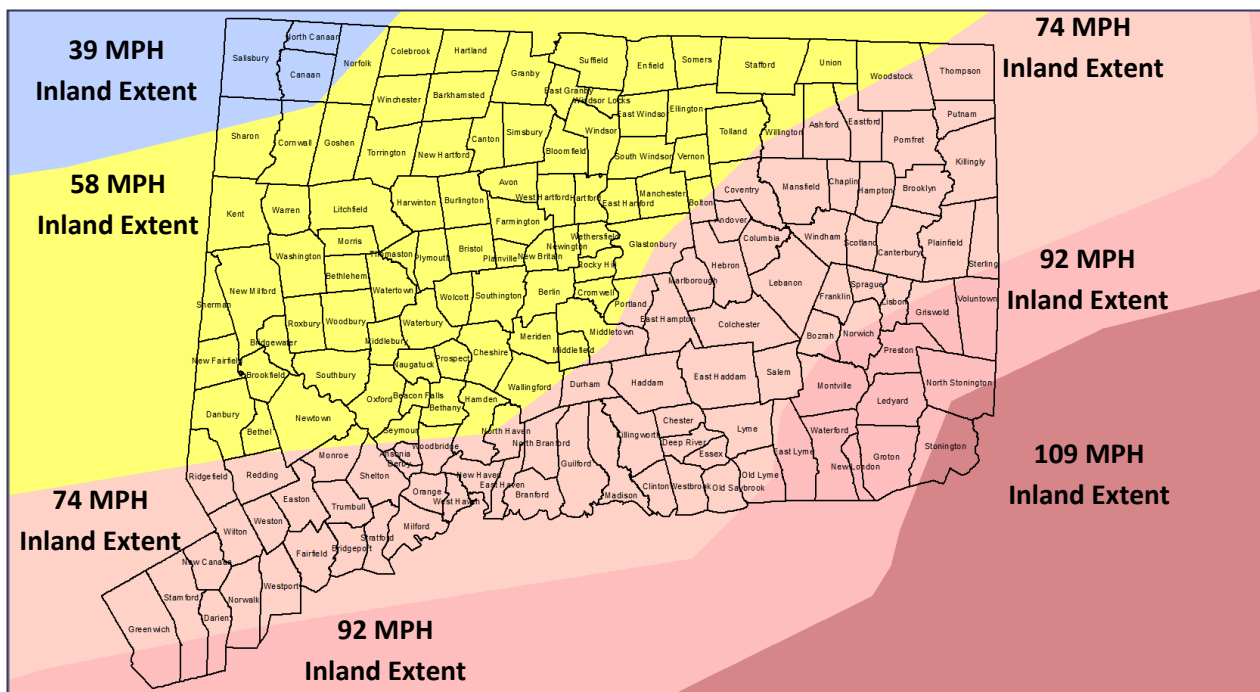 39 MPH
Inland Extent
74 MPH
Inland Extent
58 MPH
Inland Extent
92 MPH
Inland Extent
109 MPH
Inland Extent
74 MPH
Inland Extent
92 MPH
Inland Extent
Salisbury
North Canaan
Canaan
Norfolk
Colebrook
Hartland
Granby
Suffield
Enfield
Somers
Stafford
Union
Woodstock
Thompson
Winchester
Barkhamsted
East Granby
Windsor Locks
East Windsor
Ellington
Putnam
Sharon
Cornwall
Goshen
Torrington
New Hartford
Canton
Simsbury
Bloomfield
Windsor
South Windsor
Vernon
Tolland
Willington
Ashford
Eastford
Pomfret
Killingly
Kent
Warren
Litchfield
Harwinton
Burlington
Avon
West Hartford
Hartford
East Hartford
Manchester
Bolton
Coventry
Mansfield
Chaplin
Hampton
Brooklyn
Washington
Morris
Bethlehem
Thomaston
Plymouth
Bristol
Farmington
Plainville
New Britain
Newington
Wethersfield
Rocky Hill
Glastonbury
Andover
Columbia
Hebron
Windham
Scotland
Canterbury
Plainfield
Sterling
Sherman
New Milford
Roxbury
Woodbury
Watertown
Wolcott
Southington
Berlin
Cromwell
Portland
Marlborough
Lebanon
Franklin
Sprague
Lisbon
Griswold
Voluntown
New Fairfield
Bridgewater
Brookfield
Southbury
Middlebury
Waterbury
Naugatuck
Prospect
Cheshire
Meriden
Middlefield
Middletown
East Hampton
Colchester
Bozrah
Norwich
Preston
Danbury
Bethel
Newtown
Oxford
Beacon Falls
Bethany
Hamden
Wallingford
Durham
Haddam
East Haddam
Salem
Montville
Ledyard
North Stonington
Ridgefield
Redding
Monroe
Seymour
Ansonia
Derby
Woodbridge
North Haven
North Branford
Guilford
Killingworth
Chester
Deep River
Essex
Lyme
East Lyme
Waterford
New London
Groton
Stonington
Wilton
Weston
Easton
Trumbull
Shelton
Orange
West Haven
New Haven
East Haven
Branford
Madison
Clinton
Westbrook
Old Saybrook
Old Lyme
New Canaan
Fairfield
Bridgeport
Stratford
Milford
Greenwich
Stamford
Darien
Norwalk
Westport